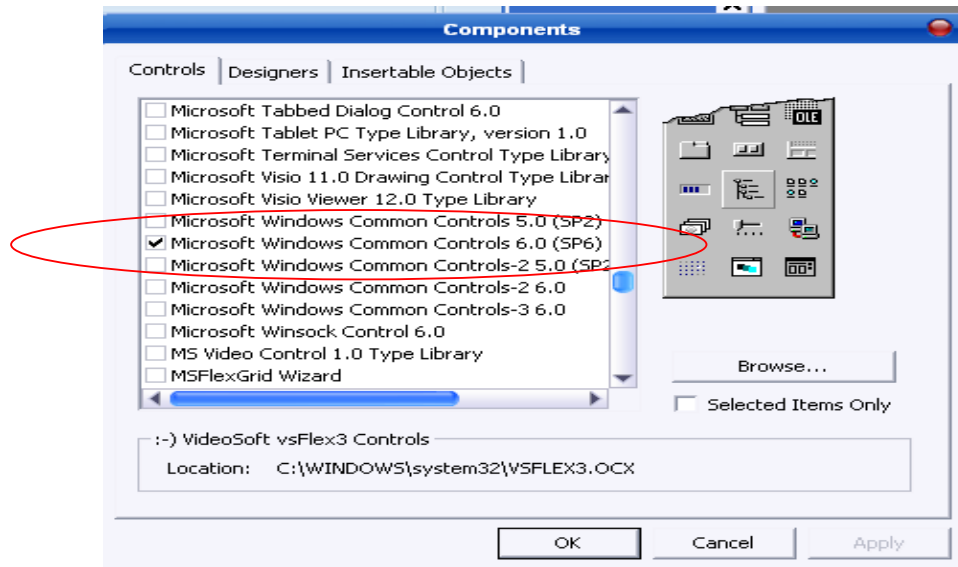 Components
Controls
Designers
Insertable Objects
Microsoft Tabbed Dialog Control 6.0
Microsoft Tablet PC Type Library, version 1.0
Microsoft Terminal Services Control Type Library
Microsoft Visio 11.0 Drawing Control Type Librar
Microsoft Visio Viewer 12.0 Type Library
Microsoft Windows Common Controls 5.0 (SP2)
Microsoft Windows Common Controls 6.0 (SP6)
Microsoft Windows Common Controls-2 5.0 (SP2
Microsoft Windows Common Controls-2 6.0
Microsoft Windows Common Controls-3 6.0
Microsoft Winsock Control 6.0
MS Video Control 1.0 Type Library
MSFlexGrid Wizard
OLE
Browse...
Selected Items Only
:-) VideoSoft vsFlex3 Controls
Location: C:\WINDOWS\system32\VSFLEX3.OCX
OK
Cancel
Apply